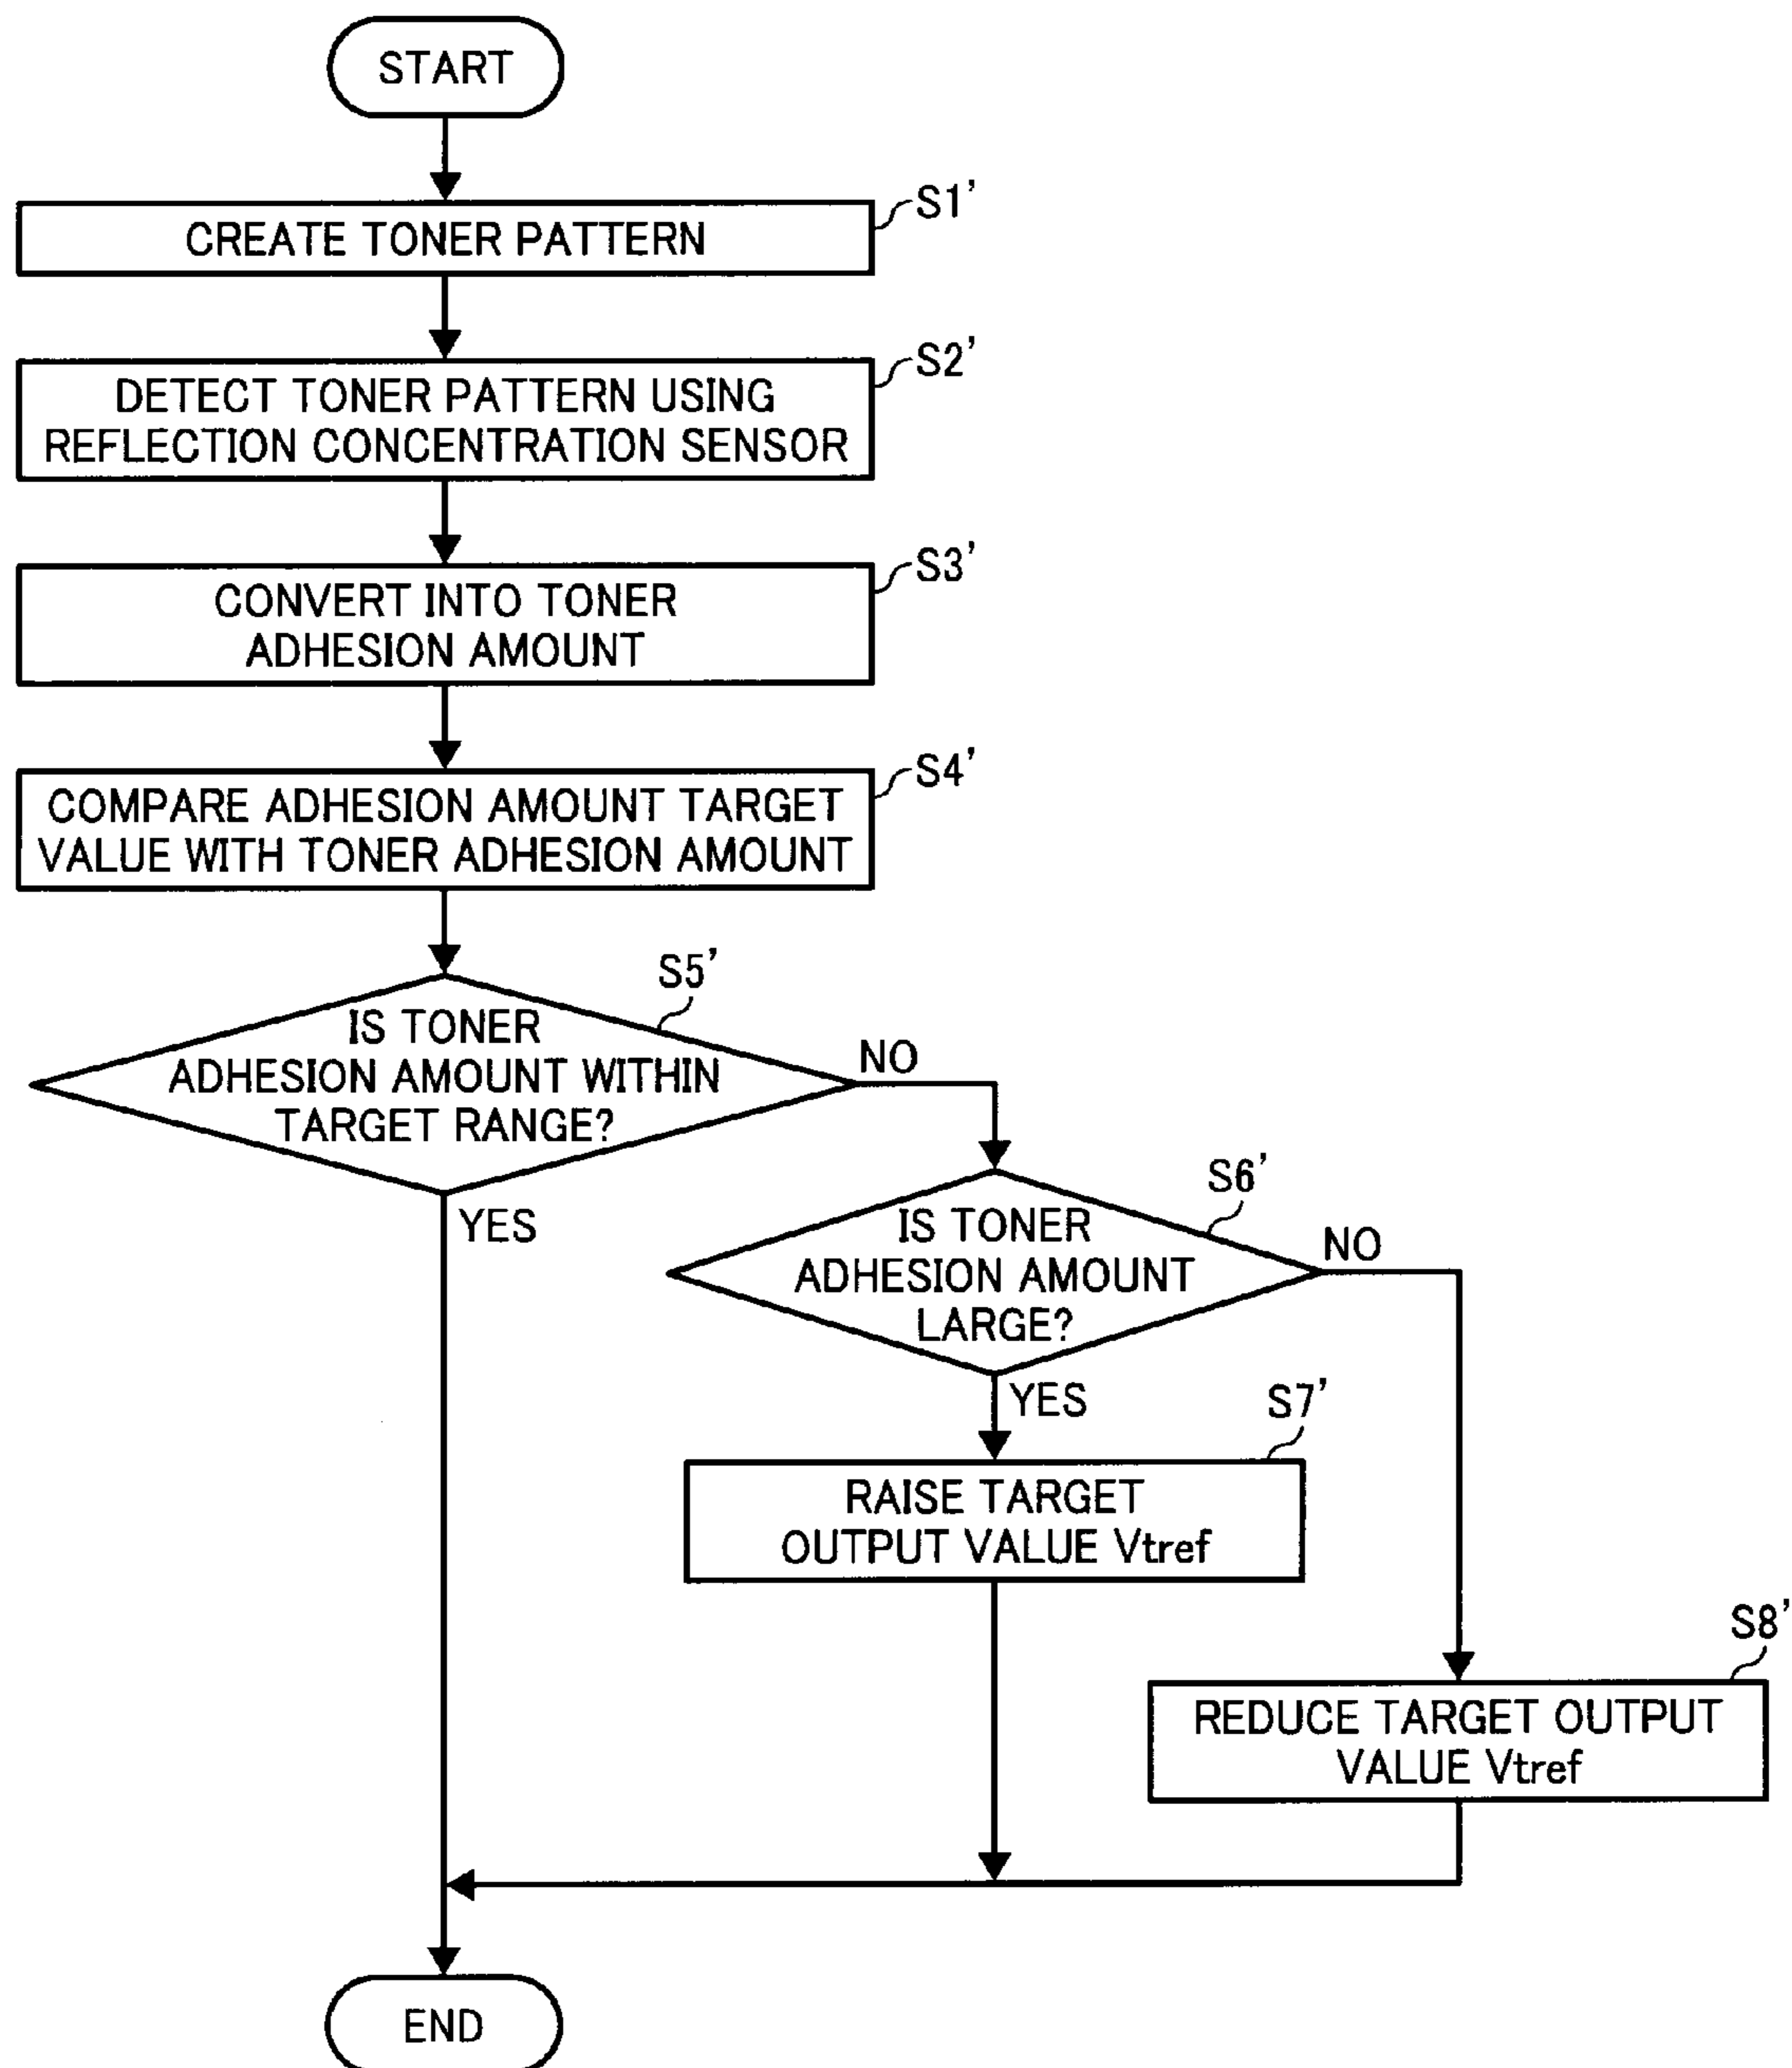 START
S1'
CREATE TONER PATTERN
S2'
DETECT TONER PATTERN USING
REFLECTION CONCENTRATION SENSOR
S3'
CONVERT INTO TONER
ADHESION AMOUNT
S4'
COMPARE ADHESION AMOUNT TARGET
VALUE WITH TONER ADHESION AMOUNT
S5'
IS TONER
ADHESION AMOUNT WITHIN
TARGET RANGE?
NO
YES
S6'
IS TONER
ADHESION AMOUNT
LARGE?
NO
YES
S7'
RAISE TARGET
OUTPUT VALUE Vtref
S8'
REDUCE TARGET OUTPUT
VALUE Vtref
END